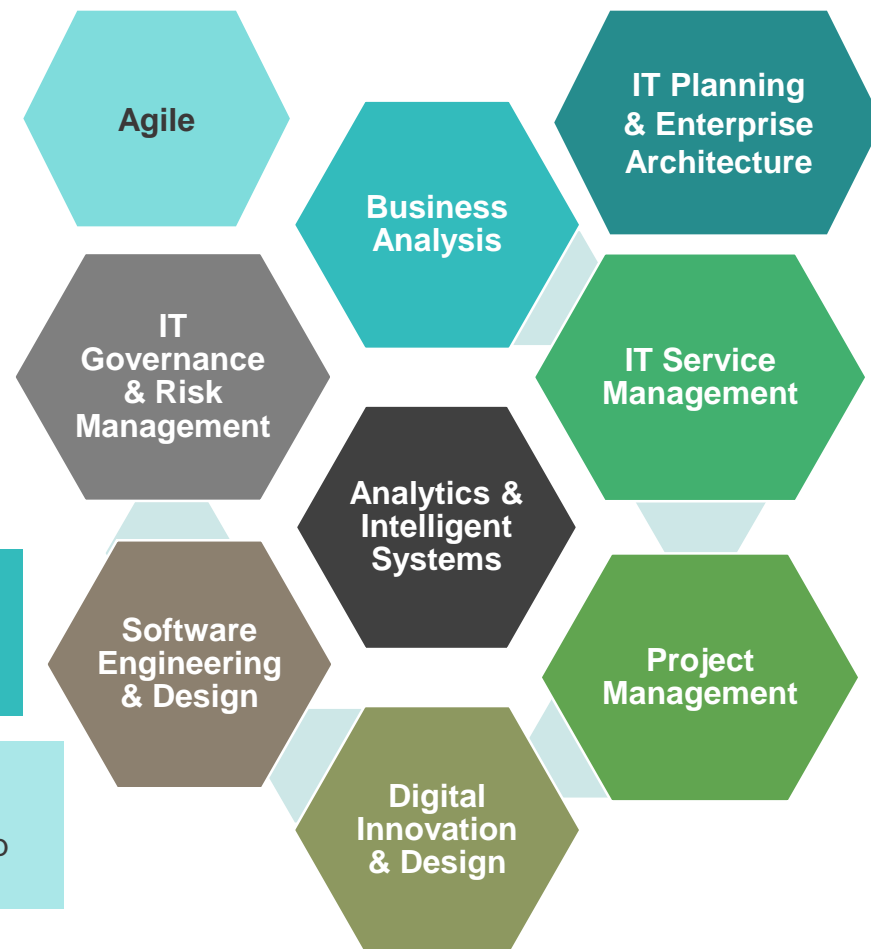 Agile
IT Planning
& Enterprise
Architecture
Business
Analysis
IT
Governance
& Risk
Management
IT Service
Management
Analytics &
Intelligent
Systems
Software
Engineering
& Design
Project
Management
Digital
Innovation
& Design